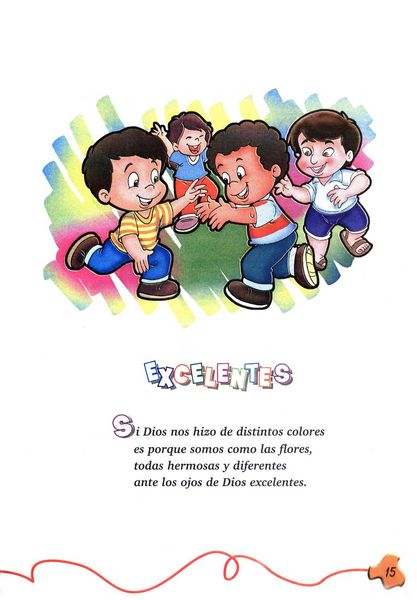 EXCELENTES
Si Dios nos hizo de distintos colores
es porque somos como las flores,
todas hermosas y diferentes
ante los ojos de Dios excelentes.
15